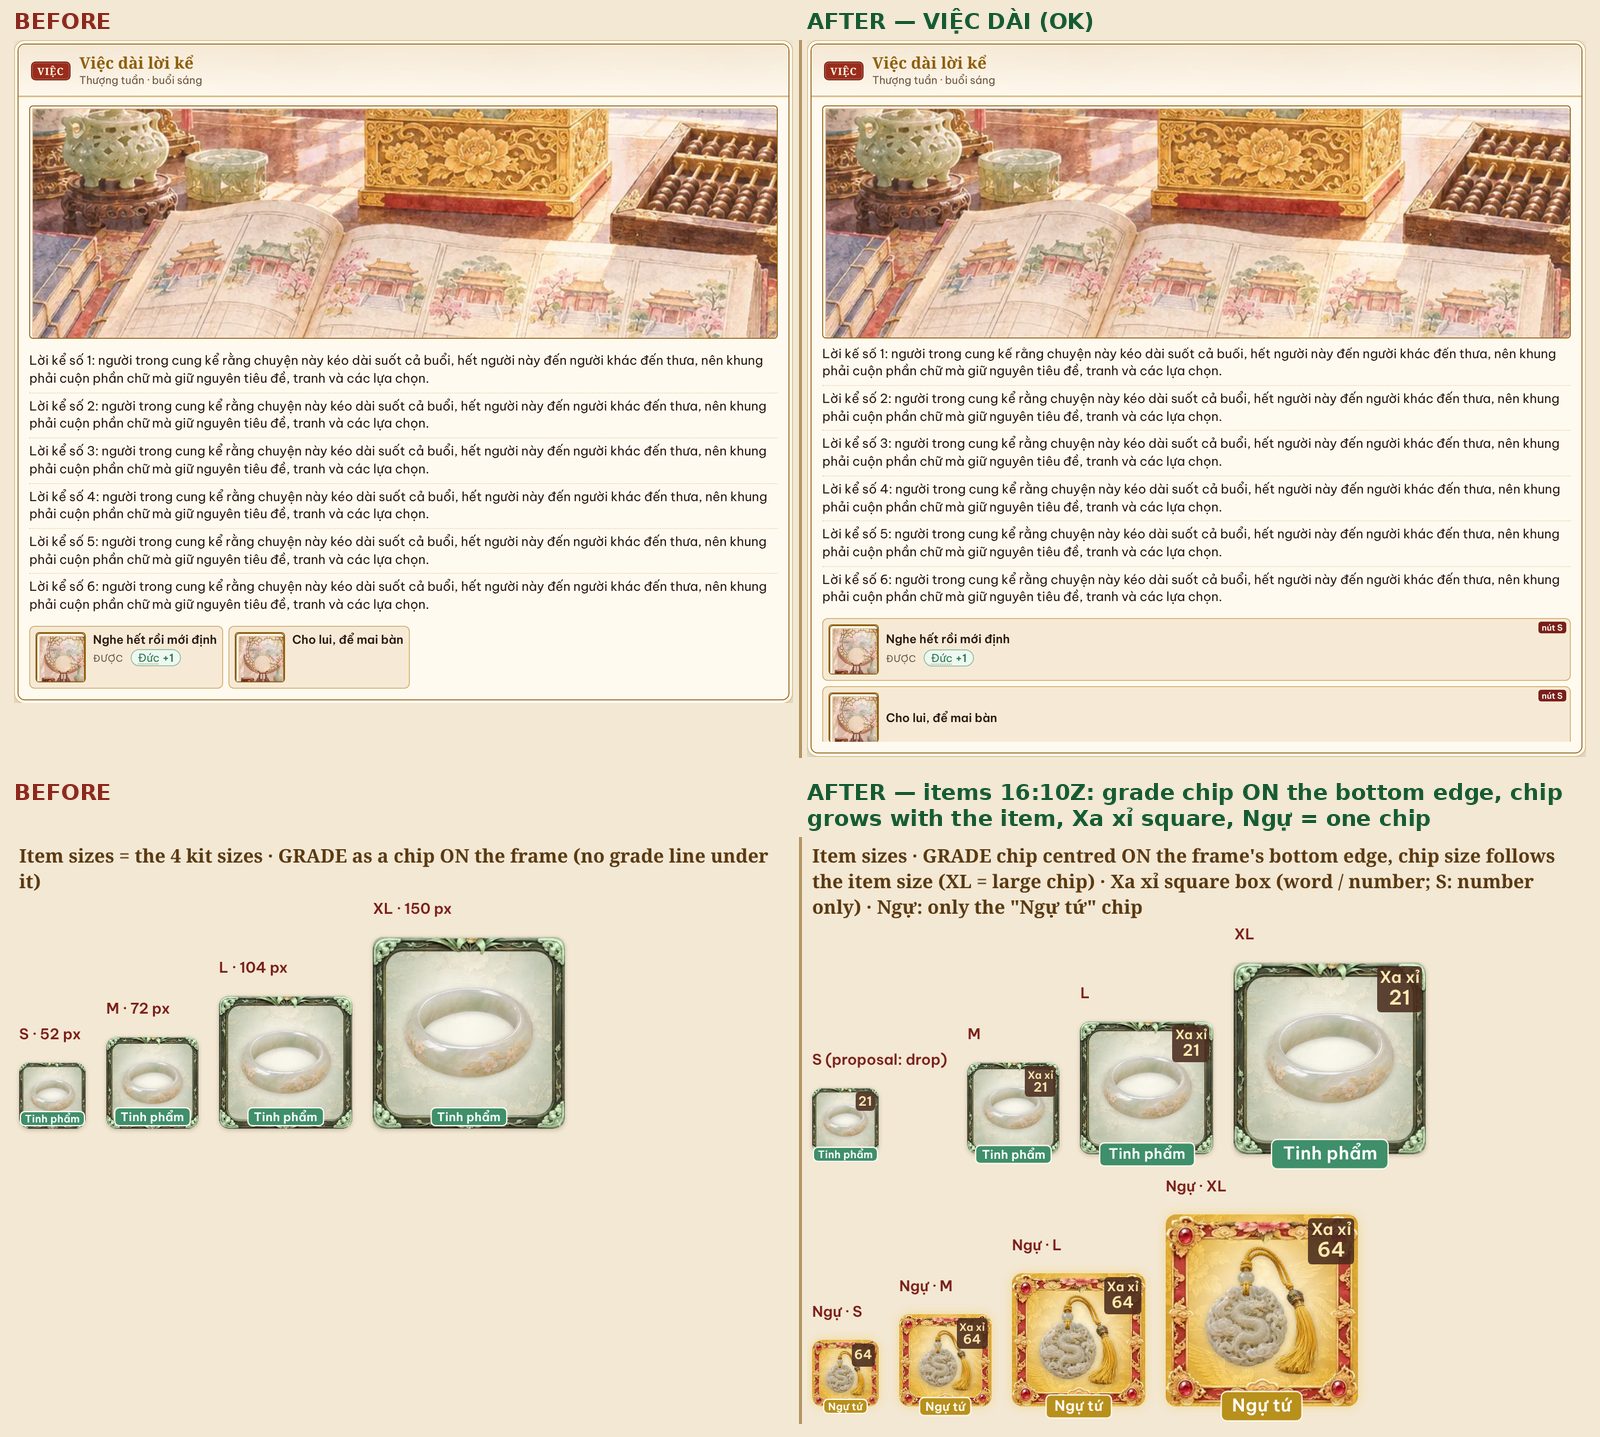 BEFORE
VIỆC
Việc dài lời kể
Thượng tuần · buổi sáng
Lời kể số 1: người trong cung kể rằng chuyện này kéo dài suốt cả buổi, hết người này đến người khác đến thưa, nên khung
phải cuộn phần chữ mà giữ nguyên tiêu đề, tranh và các lựa chọn.
Lời kể số 2: người trong cung kể rằng chuyện này kéo dài suốt cả buổi, hết người này đến người khác đến thưa, nên khung
phải cuộn phần chữ mà giữ nguyên tiêu đề, tranh và các lựa chọn.
Lời kể số 3: người trong cung kể rằng chuyện này kéo dài suốt cả buổi, hết người này đến người khác đến thưa, nên khung
phải cuộn phần chữ mà giữ nguyên tiêu đề, tranh và các lựa chọn.
Lời kể số 4: người trong cung kể rằng chuyện này kéo dài suốt cả buổi, hết người này đến người khác đến thưa, nên khung
phải cuộn phần chữ mà giữ nguyên tiêu đề, tranh và các lựa chọn.
Lời kể số 5: người trong cung kể rằng chuyện này kéo dài suốt cả buổi, hết người này đến người khác đến thưa, nên khung
phải cuộn phần chữ mà giữ nguyên tiêu đề, tranh và các lựa chọn.
Lời kể số 6: người trong cung kể rằng chuyện này kéo dài suốt cả buổi, hết người này đến người khác đến thưa, nên khung
phải cuộn phần chữ mà giữ nguyên tiêu đề, tranh và các lựa chọn.
Nghe hết rồi mới định
ĐƯỢC Đức +1
Cho lui, để mai bàn
AFTER — VIỆC DÀI (OK)
VIỆC
Việc dài lời kể
Thượng tuần · buổi sáng
Lời kể số 1: người trong cung kể rằng chuyện này kéo dài suốt cả buổi, hết người này đến người khác đến thưa, nên khung
phải cuộn phần chữ mà giữ nguyên tiêu đề, tranh và các lựa chọn.
Lời kể số 2: người trong cung kể rằng chuyện này kéo dài suốt cả buổi, hết người này đến người khác đến thưa, nên khung
phải cuộn phần chữ mà giữ nguyên tiêu đề, tranh và các lựa chọn.
Lời kể số 3: người trong cung kể rằng chuyện này kéo dài suốt cả buổi, hết người này đến người khác đến thưa, nên khung
phải cuộn phần chữ mà giữ nguyên tiêu đề, tranh và các lựa chọn.
Lời kể số 4: người trong cung kể rằng chuyện này kéo dài suốt cả buổi, hết người này đến người khác đến thưa, nên khung
phải cuộn phần chữ mà giữ nguyên tiêu đề, tranh và các lựa chọn.
Lời kể số 5: người trong cung kể rằng chuyện này kéo dài suốt cả buổi, hết người này đến người khác đến thưa, nên khung
phải cuộn phần chữ mà giữ nguyên tiêu đề, tranh và các lựa chọn.
Lời kể số 6: người trong cung kể rằng chuyện này kéo dài suốt cả buổi, hết người này đến người khác đến thưa, nên khung
phải cuộn phần chữ mà giữ nguyên tiêu đề, tranh và các lựa chọn.
Nghe hết rồi mới định
nút S
ĐƯỢC Đức +1
Cho lui, để mai bàn
nút S
BEFORE
Item sizes = the 4 kit sizes · GRADE as a chip ON the frame (no grade line under
it)
S · 52 px
Tinh phẩm
M · 72 px
Tinh phẩm
L · 104 px
Tinh phẩm
XL · 150 px
Tinh phẩm
AFTER — items 16:10Z: grade chip ON the bottom edge, chip
grows with the item, Xa xỉ square, Ngự = one chip
Item sizes · GRADE chip centred ON the frame's bottom edge, chip size follows
the item size (XL = large chip) · Xa xỉ square box (word / number; S: number
only) · Ngự: only the "Ngự tứ" chip
S (proposal: drop)
21
Tinh phẩm
M
Xa xỉ
21
Tinh phẩm
L
Xa xỉ
21
Tinh phẩm
XL
Xa xỉ
21
Tinh phẩm
Ngự · S
64
Ngự tứ
Ngự · M
Xa xỉ
64
Ngự tứ
Ngự · L
Xa xỉ
64
Ngự tứ
Ngự · XL
Xa xỉ
64
Ngự tứ